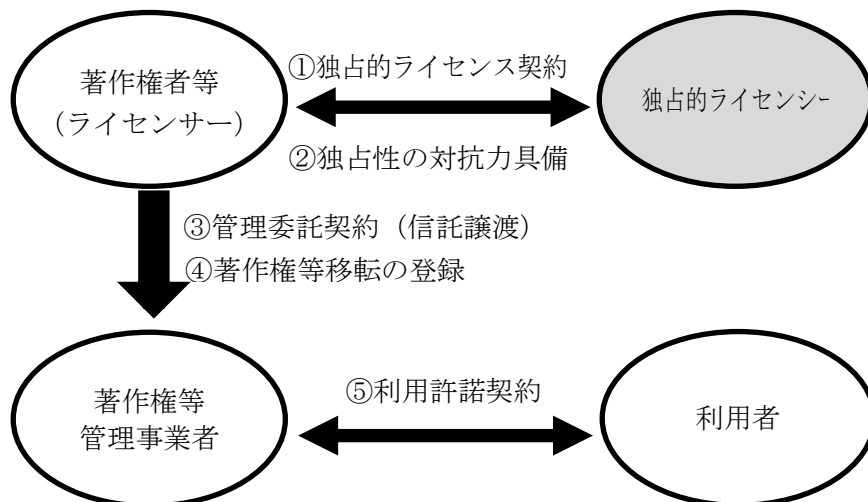 著作権者等
（ライセンサー）
①独占的ライセンス契約
②独占性の対抗力具備
独占的ライセンシー
③管理委託契約（信託譲渡）
④著作権等移転の登録
著作権等
管理事業者
⑤利用許諾契約
利用者